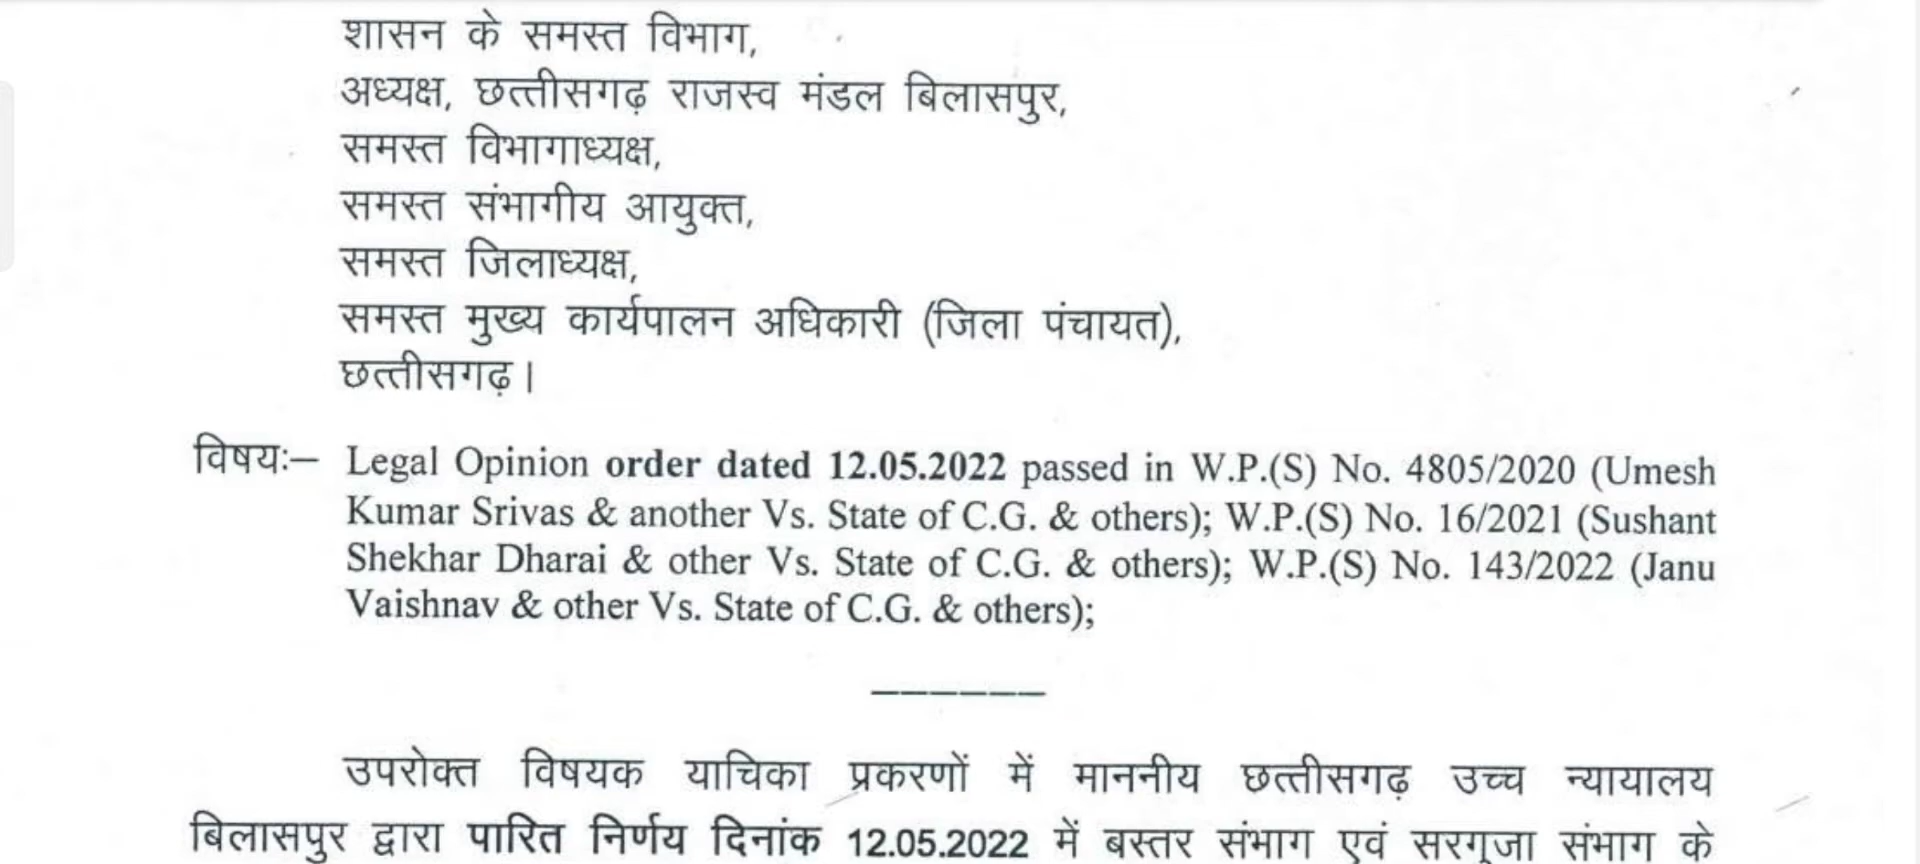 शासन के समस्त विभाग,
अध्यक्ष, छत्तीसगढ़ राजस्व मंडल बिलासपुर,
समस्त विभागाध्यक्ष,
समस्त संभागीय आयुक्त,
समस्त जिलाध्यक्ष,
समस्त मुख्य कार्यपालन अधिकारी (जिला पंचायत),
छत्तीसगढ़।
विषयः– Legal Opinion order dated 12.05.2022 passed in W.P.(S) No. 4805/2020 (Umesh
Kumar Srivas & another Vs. State of C.G. & others); W.P.(S) No. 16/2021 (Sushant
Shekhar Dharai & other Vs. State of C.G. & others); W.P.(S) No. 143/2022 (Janu
Vaishnav & other Vs. State of C.G. & others);
––––––
उपरोक्त विषयक याचिका प्रकरणों में माननीय छत्तीसगढ़ उच्च न्यायालय
बिलासपुर द्वारा पारित निर्णय दिनांक 12.05.2022 में बस्तर संभाग एवं सरगुजा संभाग के